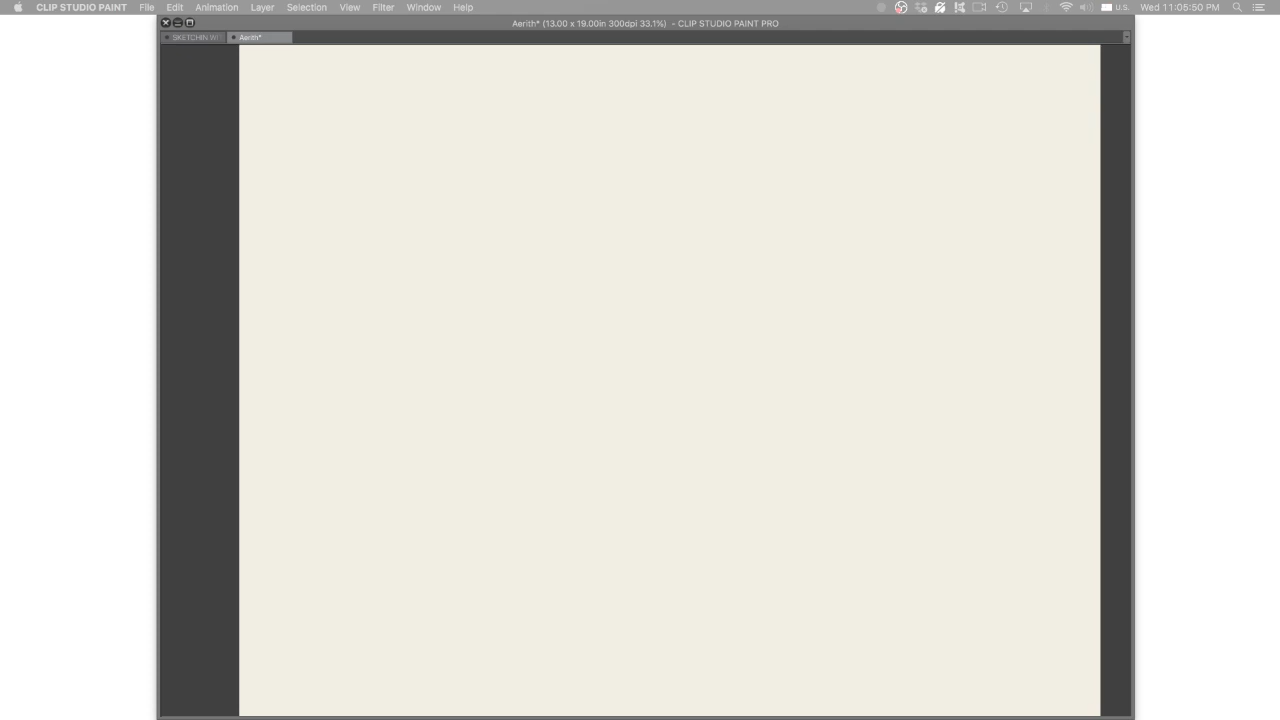 CLIP STUDIO PAINT File Edit Animation Layer Selection View Filter Window Help U.S. Wed 11:05:50 PM
Aerith* (13.00 x 19.00in 300dpi 33.1%) - CLIP STUDIO PAINT PRO
SKETCHIN Aerith*